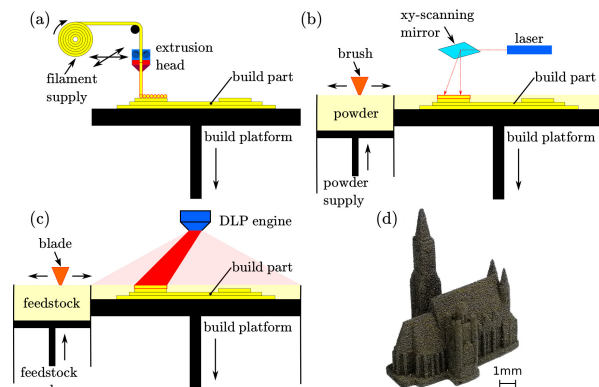 (a)
filament
supply
extrusion
head
build part
build platform
(b)
xy-scanning
mirror
laser
brush
build part
powder
build platform
powder
supply
(c)
DLP engine
blade
build part
feedstock
build platform
feedstock
(d)
1mm